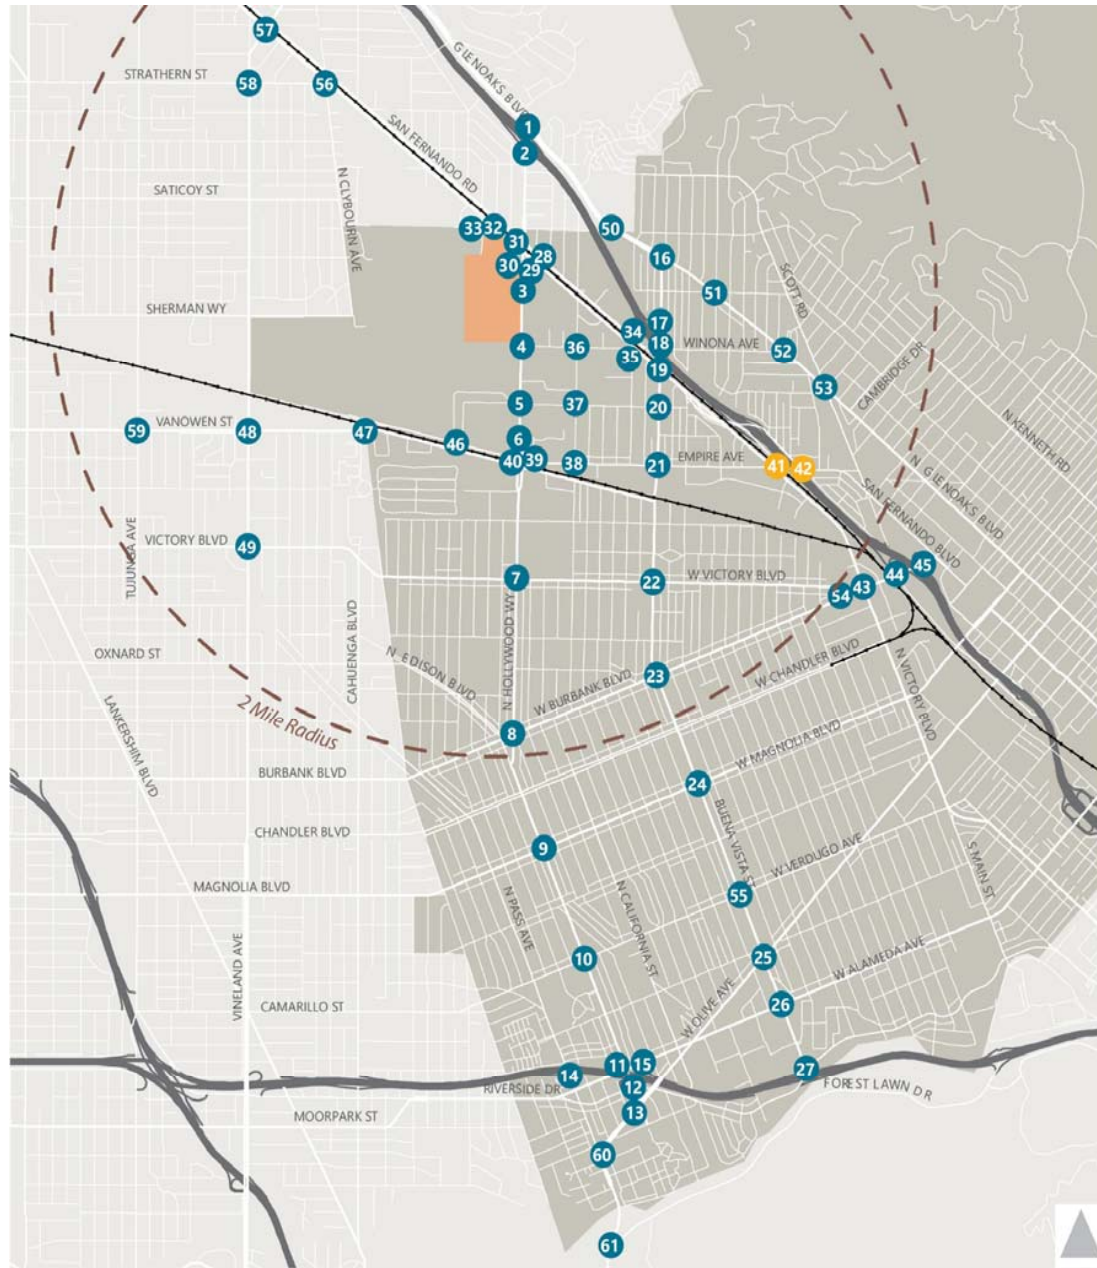 57
GLENOAKS BLVD
STRATHERN ST
58
56
SAN FERNANDO RD
1
2
SATICOY ST
N CLYBOURN AVE
33
32
31
50
28
30
29
16
SCOTT RD
3
51
SHERMAN WY
17
34
4
36
18
WINONA AVE
35
52
19
53
CAMBRIDGE DR
5
37
20
N KENNETH RD
VANOWEN ST
59
48
47
46
6
40
39
38
21
EMPIRE AVE
41
42
N GLENOAKS BLVD
SAN FERNANDO BLVD
TUJUNGA AVE
VICTORY BLVD
49
7
22
W VICTORY BLVD
54
43
44
45
OXNARD ST
CAHUENGA BLVD
N EDISON BLVD
N HOLLYWOOD WY
W BURBANK BLVD
23
W CHANDLER BLVD
N VICTORY BLVD
LANKERSHIM BLVD
2 Mile Radius
8
BURBANK BLVD
24
W MAGNOLIA BLVD
BUENA VISTA ST
CHANDLER BLVD
9
W VERDUGO AVE
S MAIN ST
MAGNOLIA BLVD
N PASS AVE
N CALIFORNIA ST
55
VINELAND AVE
10
25
W ALAMEDA AVE
CAMARILLO ST
W OLIVE AVE
26
11
15
14
27
RIVERSIDE DR
12
FOREST LAWN DR
MOORPARK ST
13
60
61